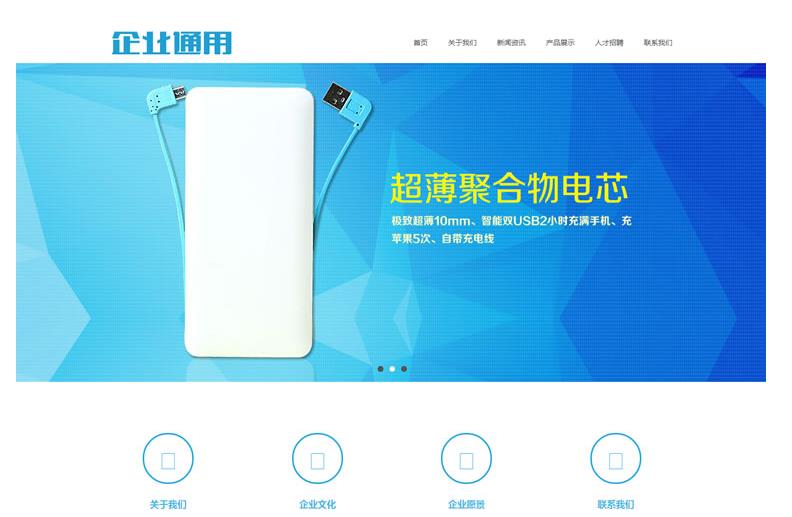 企业通用
首页 关于我们 新闻资讯 产品展示 人才招聘 联系我们
超薄聚合物电芯
极致超薄10mm、智能双USB2小时充满手机、充
苹果5次、自带充电线
关于我们 企业文化 企业愿景 联系我们